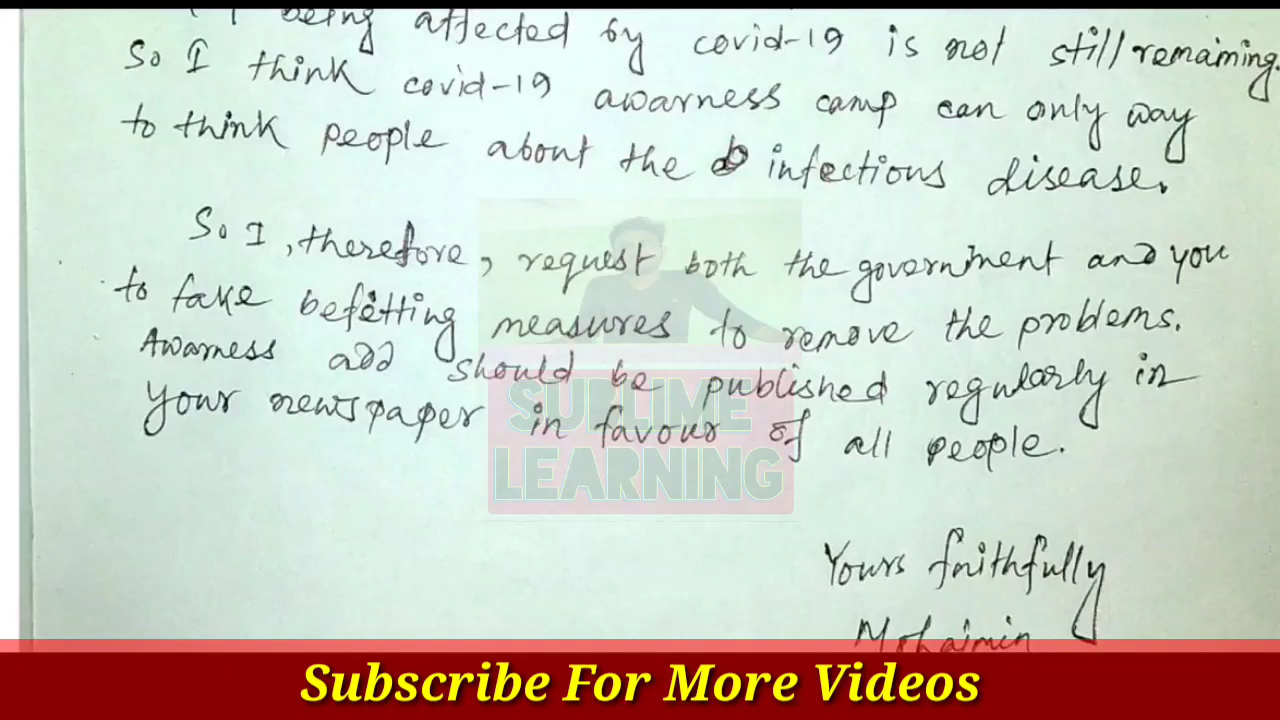 being affected by covid-19 is not still remaining.
So I think covid-19 awarness camp can only way
to think people about the infectious disease.
So I, therefore, request both the government and you
to take befetting measures to remove the problems.
Awarness add should be published regularly in
your newspaper in favour of all people.
SUBLIME
LEARNING
Yours faithfully
Mohaimin
Subscribe For More Videos